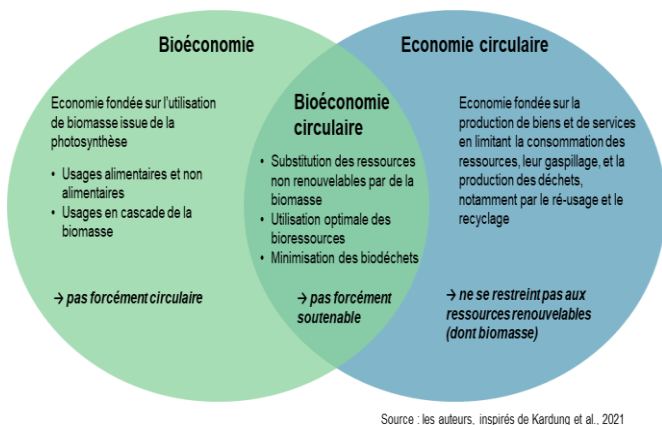 Bioéconomie
Economie fondée sur l'utilisation
de biomasse issue de la
photosynthèse
• Usages alimentaires et non
alimentaires
• Usages en cascade de la
biomasse
→ pas forcément circulaire
Bioéconomie
circulaire
• Substitution des ressources
non renouvelables par de la
biomasse
• Utilisation optimale des
bioressources
• Minimisation des biodéchets
→ pas forcément
soutenable
Economie circulaire
Economie fondée sur la
production de biens et de services
en limitant la consommation des
ressources, leur gaspillage, et la
production des déchets,
notamment par le ré-usage et le
recyclage
→ ne se restreint pas aux
ressources renouvelables
(dont biomasse)
Source : les auteurs, inspirés de Kardung et al., 2021